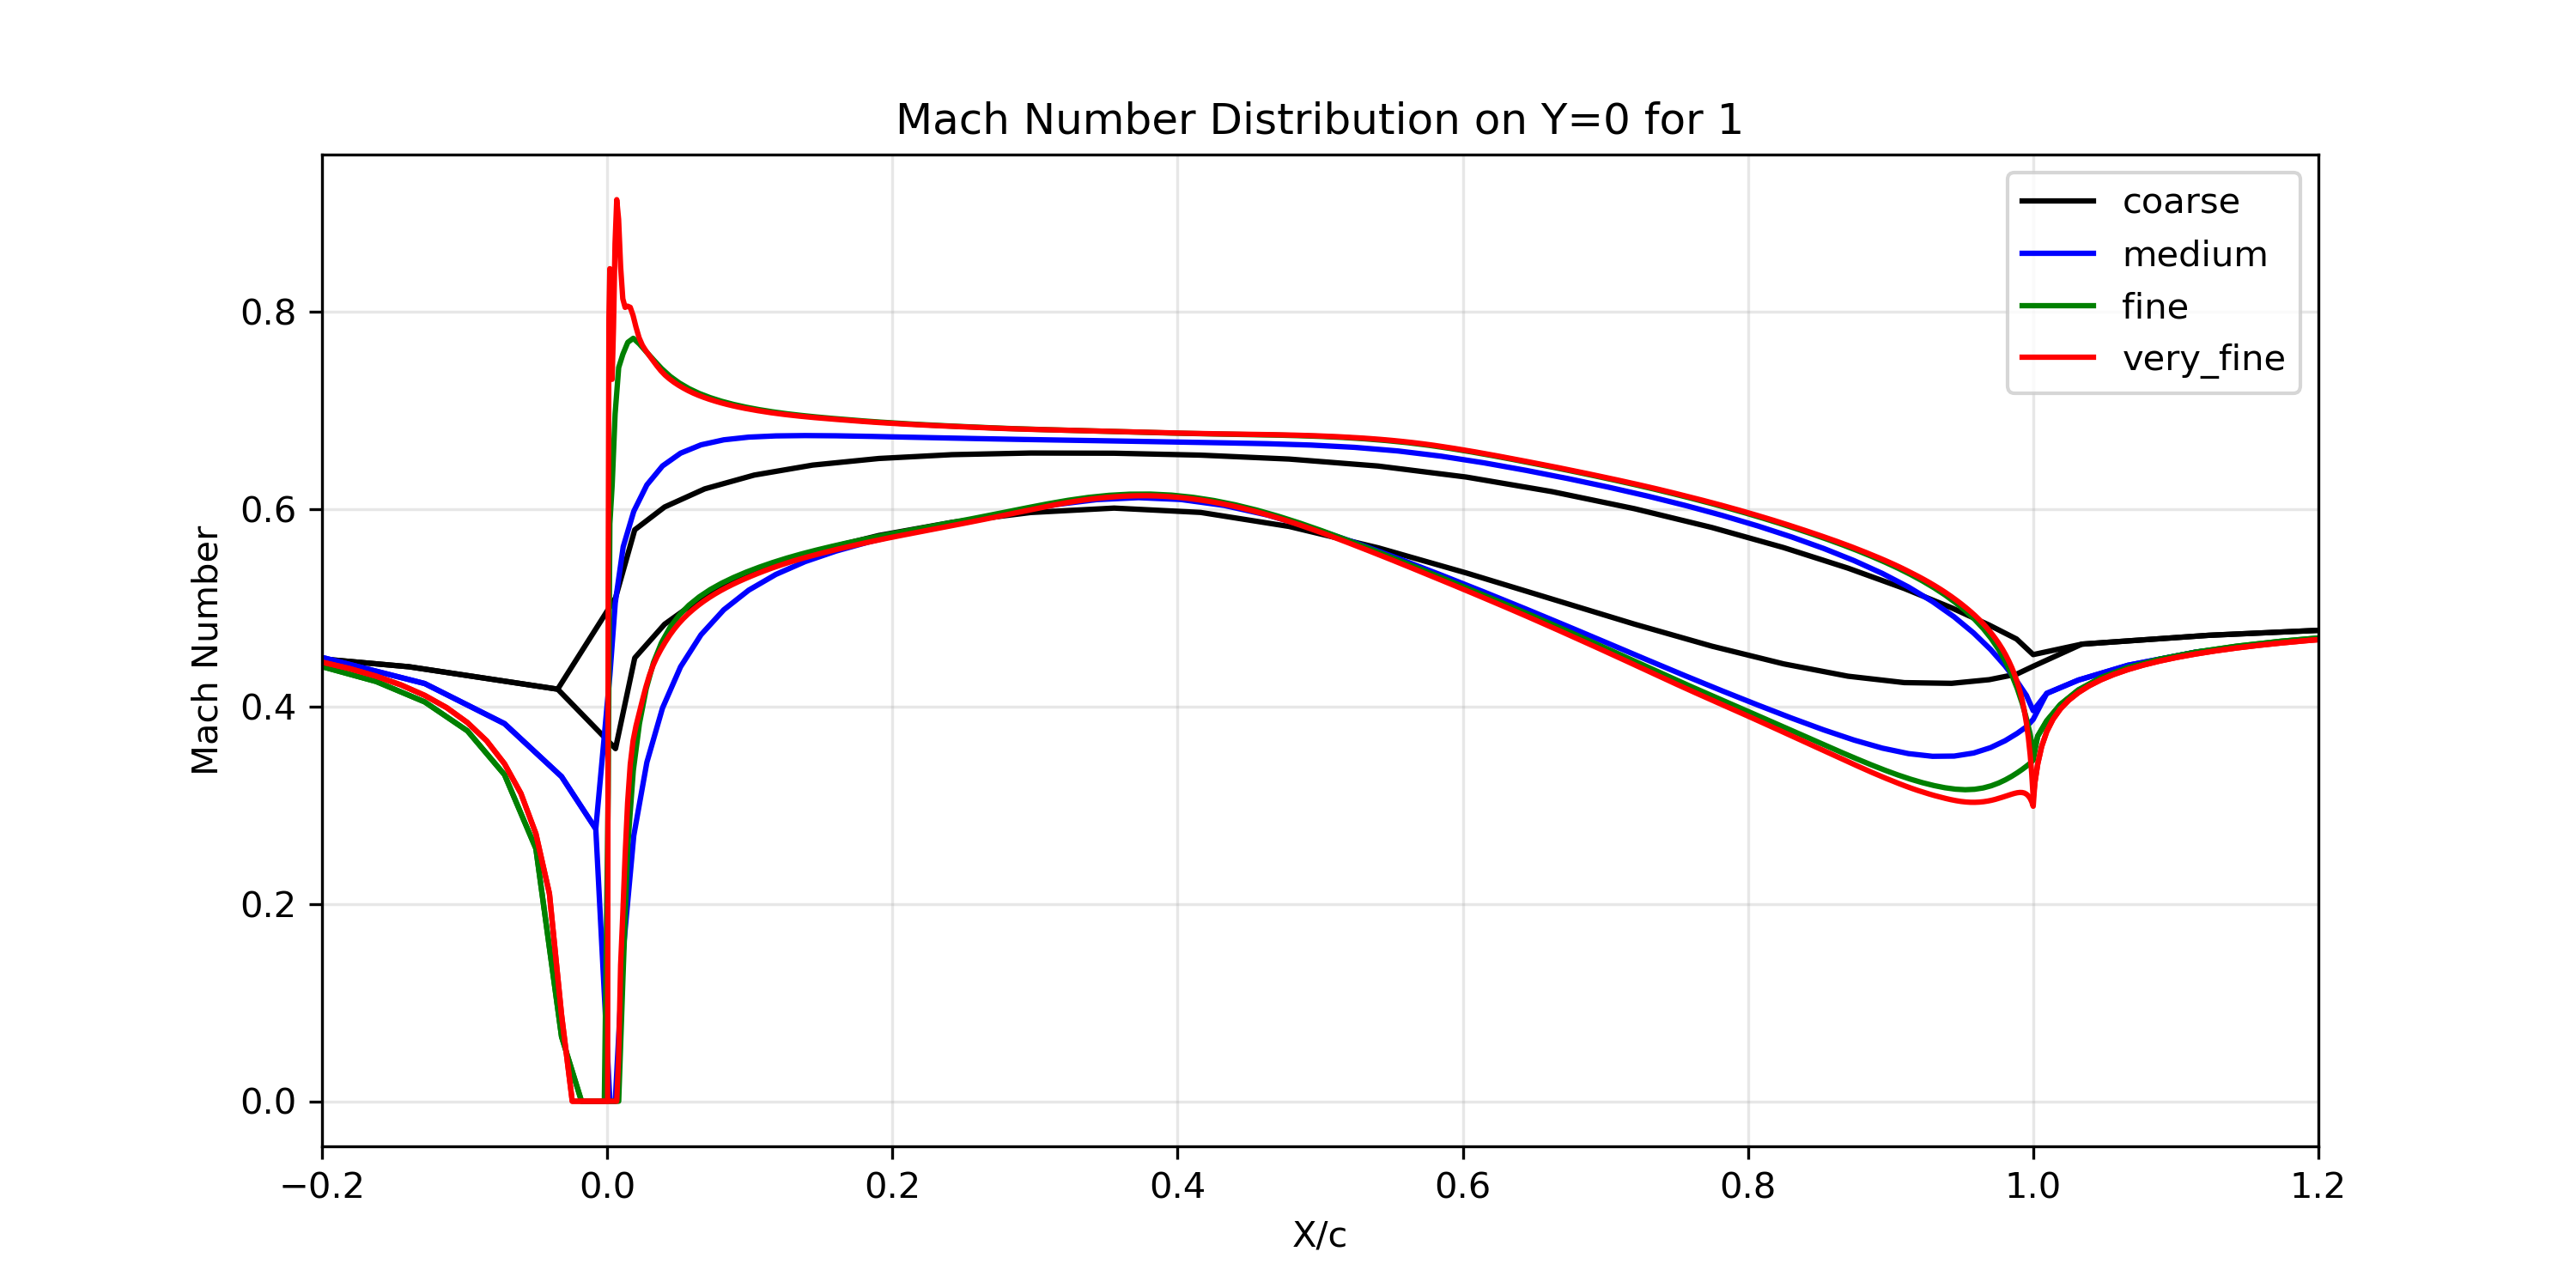 Mach Number Distribution on Y=0 for 1
coarse
medium
fine
very_fine
Mach Number
0.8
0.6
0.4
0.2
0.0
−0.2
0.0
0.2
0.4
0.6
0.8
1.0
1.2
X/c